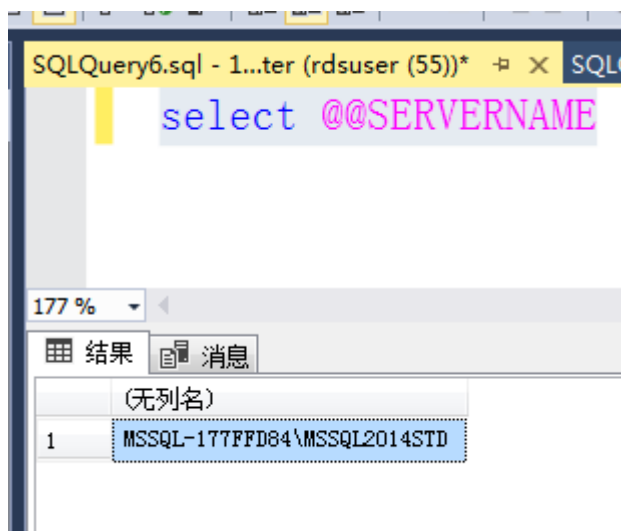 SQLQuery6.sql - 1...ter (rdsuser (55))*
SQL
select @@SERVERNAME
177 %
结果
消息
(无列名)
1
MSSQL-177FFD84\MSSQL2014STD